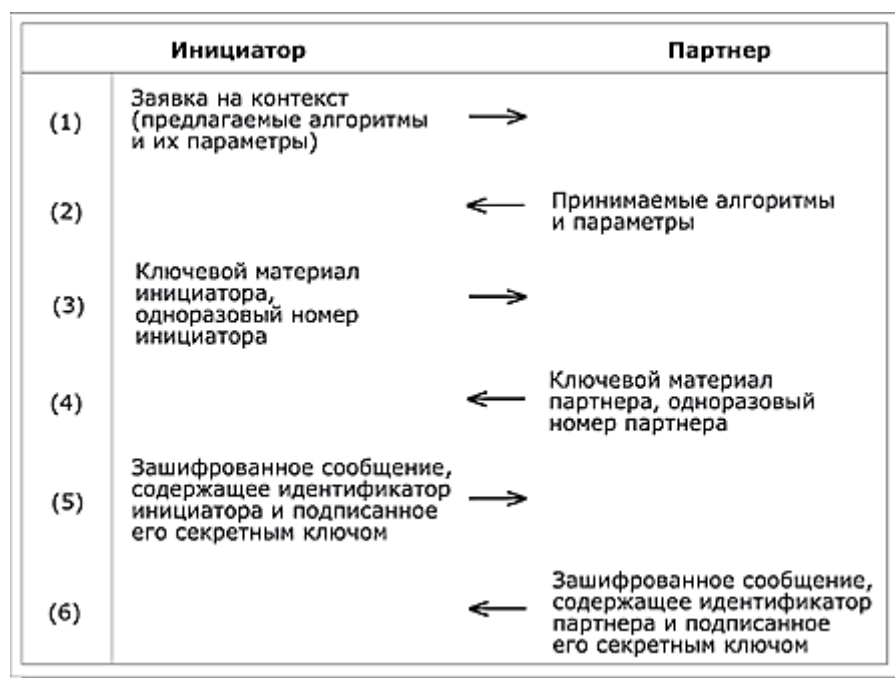 Инициатор Партнер
(1)
Заявка на контекст
(предлагаемые алгоритмы
и их параметры)
(2)
Принимаемые алгоритмы
и параметры
(3)
Ключевой материал
инициатора,
одноразовый номер
инициатора
(4)
Ключевой материал
партнера, одноразовый
номер партнера
(5)
Зашифрованное сообщение,
содержащее идентификатор
инициатора и подписанное
его секретным ключом
(6)
Зашифрованное сообщение,
содержащее идентификатор
партнера и подписанное
его секретным ключом